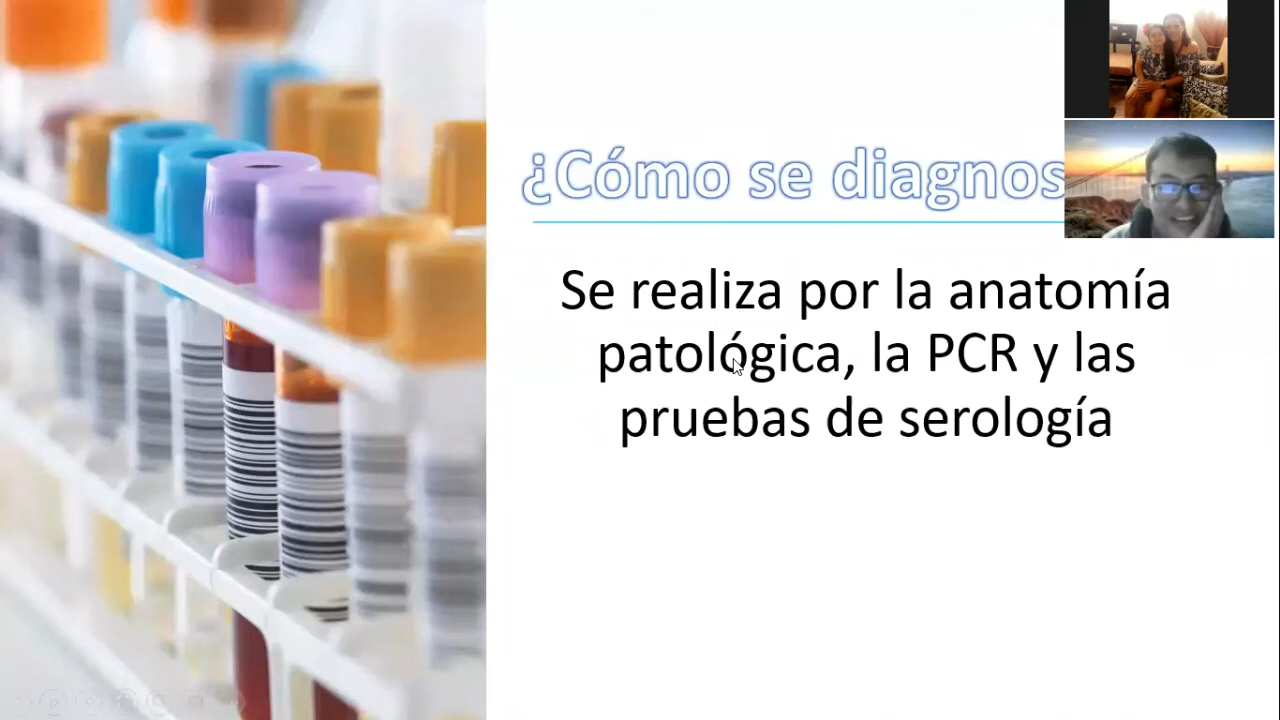 ¿Cómo se diagnos
Se realiza por la anatomía
patológica, la PCR y las
pruebas de serología